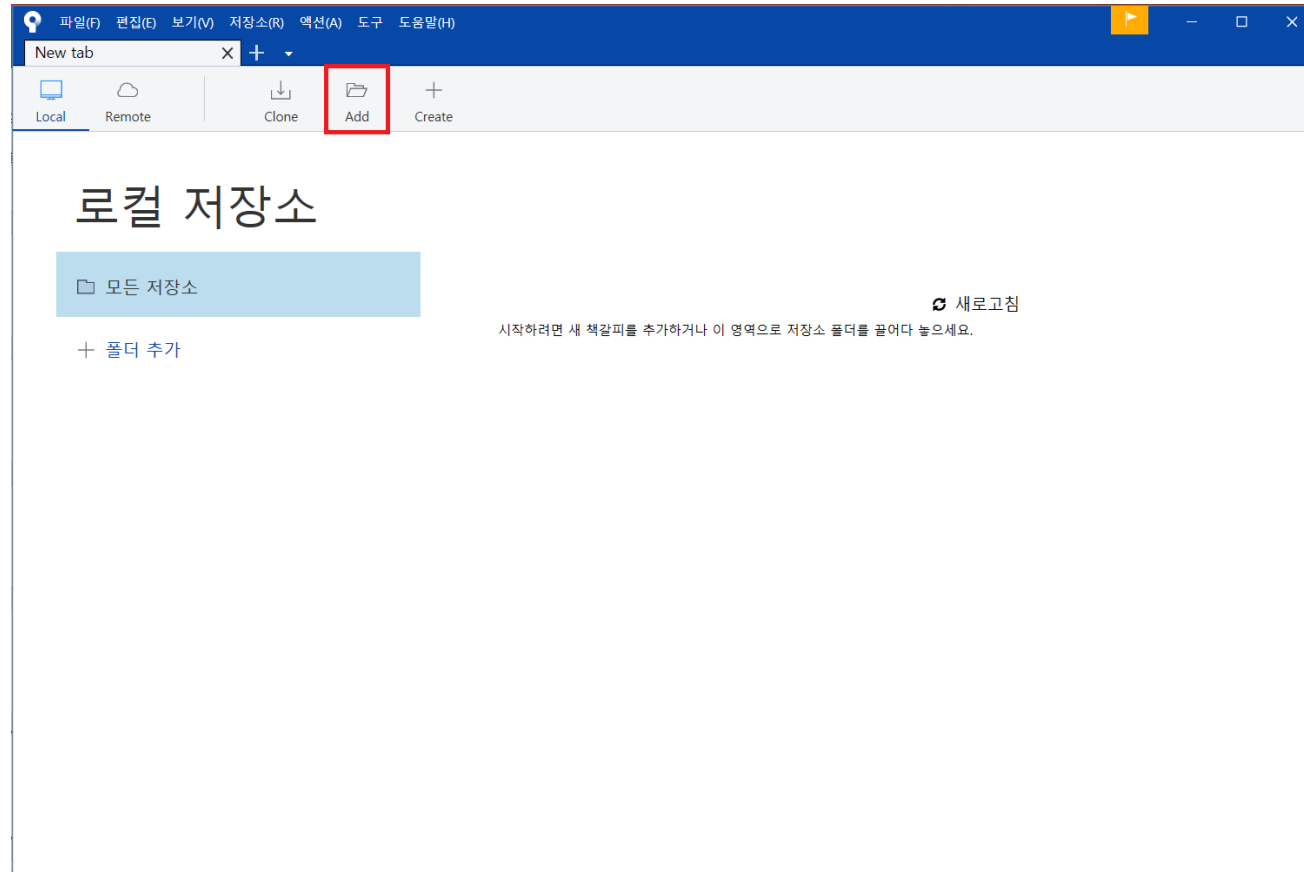 파일(F) 편집(E) 보기(V) 저장소(R) 액션(A) 도구 도움말(H)
New tab
Local Remote Clone Add Create
로컬 저장소
모든 저장소
새로고침
시작하려면 새 책갈피를 추가하거나 이 영역으로 저장소 폴더를 끌어다 놓으세요.
폴더 추가